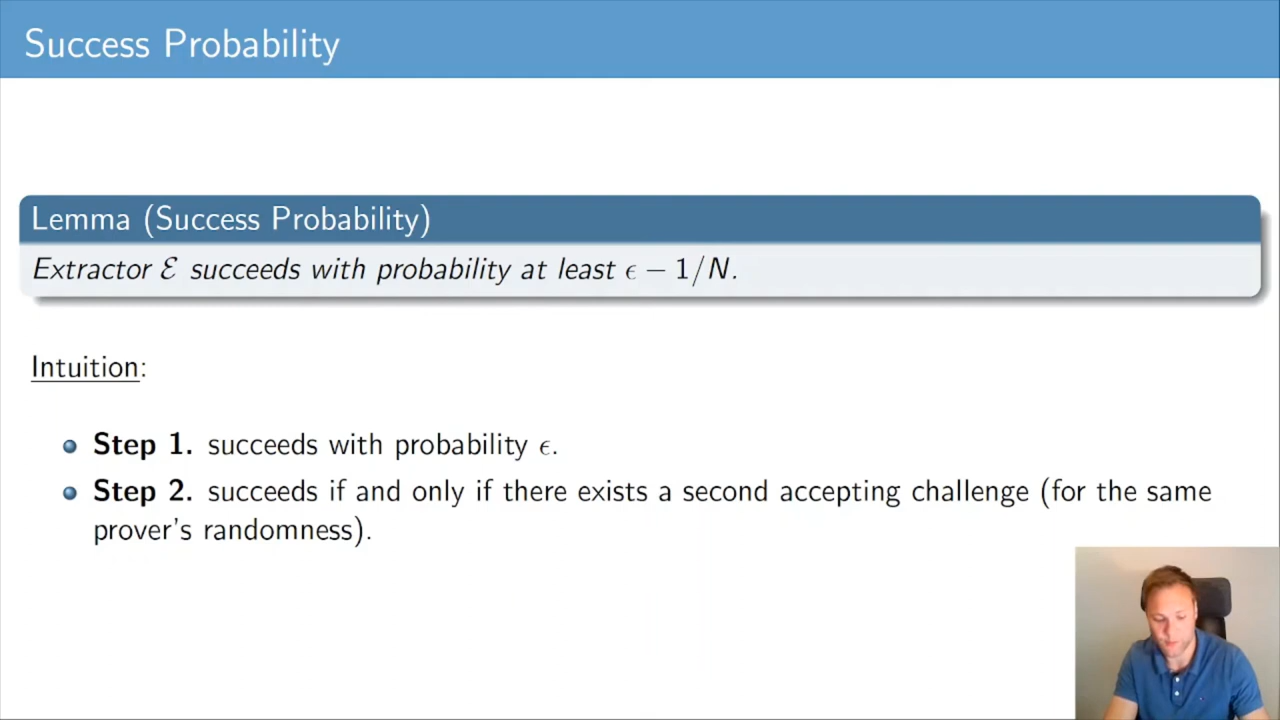 Success Probability
Lemma (Success Probability)
Extractor ℰ succeeds with probability at least ϵ − 1/N.
Intuition:
Step 1. succeeds with probability ϵ.
Step 2. succeeds if and only if there exists a second accepting challenge (for the same
prover's randomness).